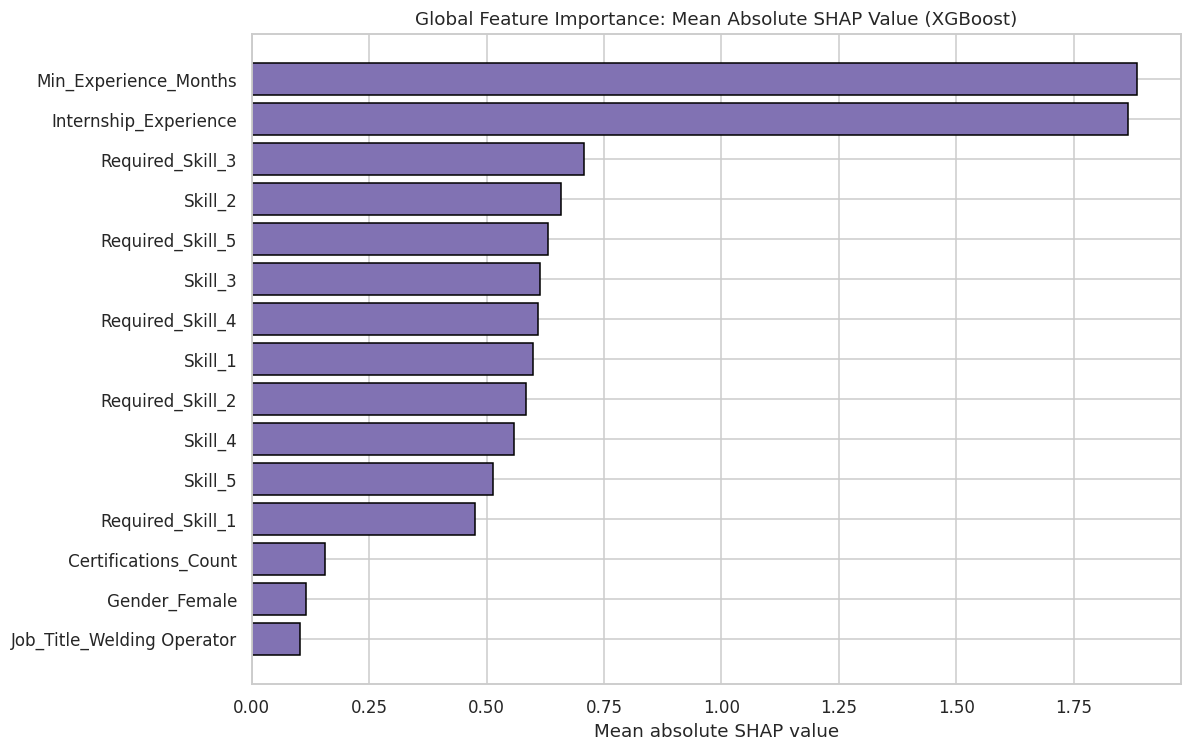 Global Feature Importance: Mean Absolute SHAP Value (XGBoost)
Min_Experience_Months
Internship_Experience
Required_Skill_3
Skill_2
Required_Skill_5
Skill_3
Required_Skill_4
Skill_1
Required_Skill_2
Skill_4
Skill_5
Required_Skill_1
Certifications_Count
Gender_Female
Job_Title_Welding Operator
0.00 0.25 0.50 0.75 1.00 1.25 1.50 1.75
Mean absolute SHAP value